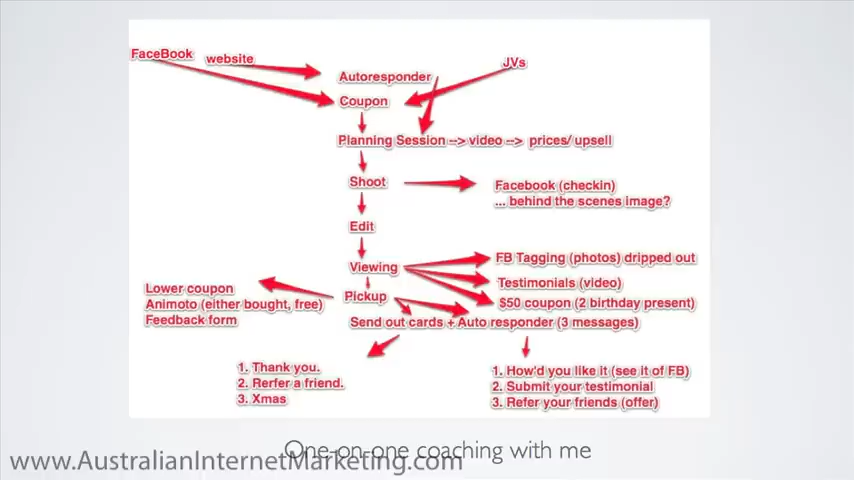 FaceBook website
JVs
Autoresponder
Coupon
Planning Session --> video --> prices/ upsell
Shoot
Facebook (checkin)
... behind the scenes image?
Edit
Viewing
FB Tagging (photos) dripped out
Testimonials (video)
$50 coupon (2 birthday present)
Pickup
Lower coupon
Animoto (either bought, free)
Feedback form
Send out cards + Auto responder (3 messages)
1. Thank you.
2. Rerfer a friend.
3. Xmas
1. How'd you like it (see it of FB)
2. Submit your testimonial
3. Refer your friends (offer)
One-on-one coaching with me
www.AustralianInternetMarketing.com